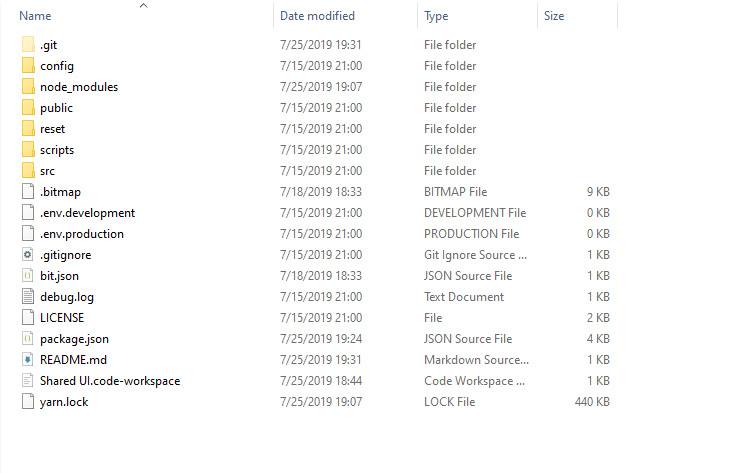 Name Date modified Type Size
.git 7/25/2019 19:31 File folder
config 7/15/2019 21:00 File folder
node_modules 7/25/2019 19:07 File folder
public 7/15/2019 21:00 File folder
reset 7/15/2019 21:00 File folder
scripts 7/15/2019 21:00 File folder
src 7/15/2019 21:00 File folder
.bitmap 7/18/2019 18:33 BITMAP File 9 KB
.env.development 7/15/2019 21:00 DEVELOPMENT File 0 KB
.env.production 7/15/2019 21:00 PRODUCTION File 0 KB
.gitignore 7/15/2019 21:00 Git Ignore Source ... 1 KB
bit.json 7/18/2019 18:33 JSON Source File 1 KB
debug.log 7/15/2019 21:00 Text Document 1 KB
LICENSE 7/15/2019 21:00 File 2 KB
package.json 7/25/2019 19:24 JSON Source File 4 KB
README.md 7/25/2019 19:31 Markdown Source... 1 KB
Shared UI.code-workspace 7/25/2019 18:44 Code Workspace ... 1 KB
yarn.lock 7/25/2019 19:07 LOCK File 440 KB